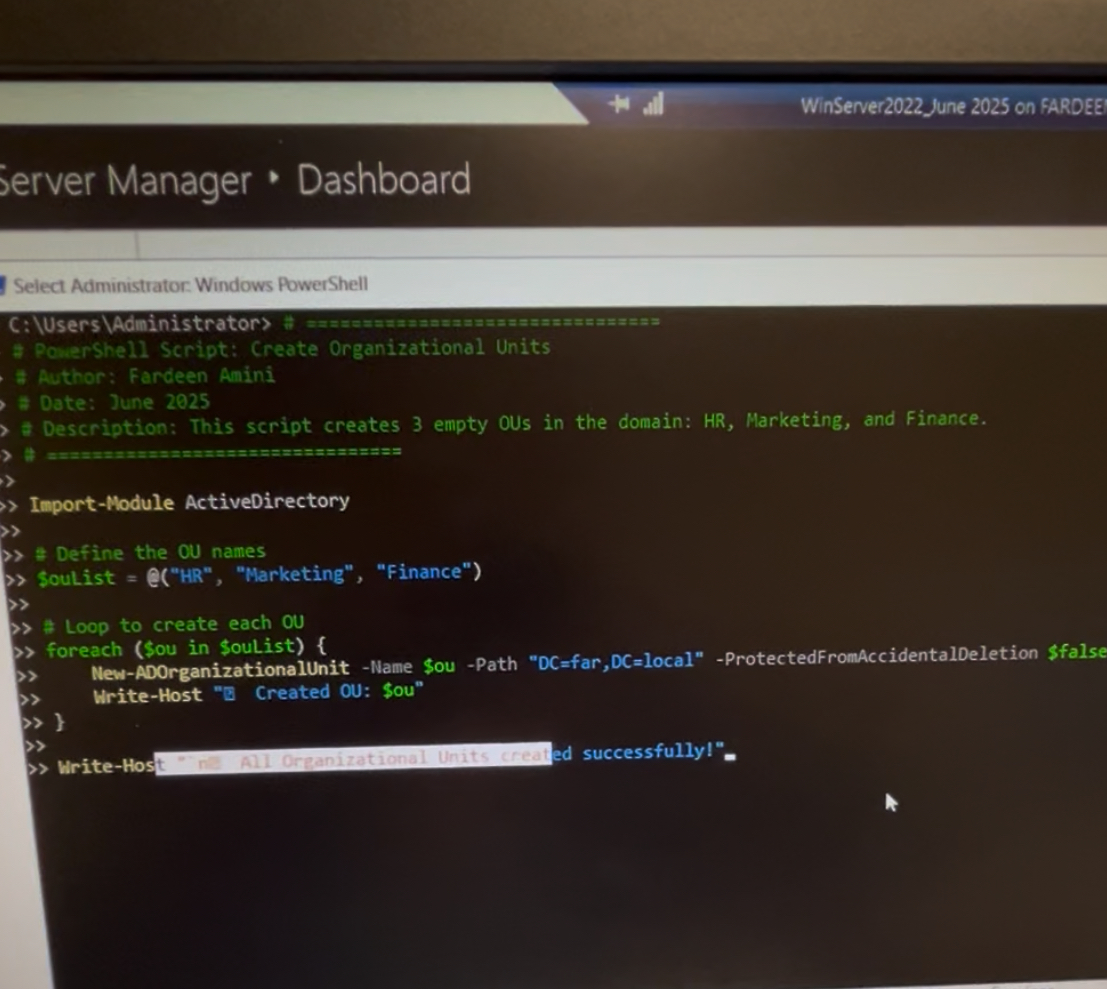 WinServer2022_June 2025 on FARDEE
Server Manager ‣ Dashboard
Select Administrator: Windows PowerShell
C:\Users\Administrator> # ================================
> # PowerShell Script: Create Organizational Units
> # Author: Fardeen Amini
> # Date: June 2025
> # Description: This script creates 3 empty OUs in the domain: HR, Marketing, and Finance.
> # ================================
>>
>> Import-Module ActiveDirectory
>>
>> # Define the OU names
>> $ouList = @("HR", "Marketing", "Finance")
>>
>> # Loop to create each OU
>> foreach ($ou in $ouList) {
>>     New-ADOrganizationalUnit -Name $ou -Path "DC=far,DC=local" -ProtectedFromAccidentalDeletion $false
>>     Write-Host "⍰  Created OU: $ou"
>> }
>>
>> Write-Host "`n⍰  All Organizational Units created successfully!"